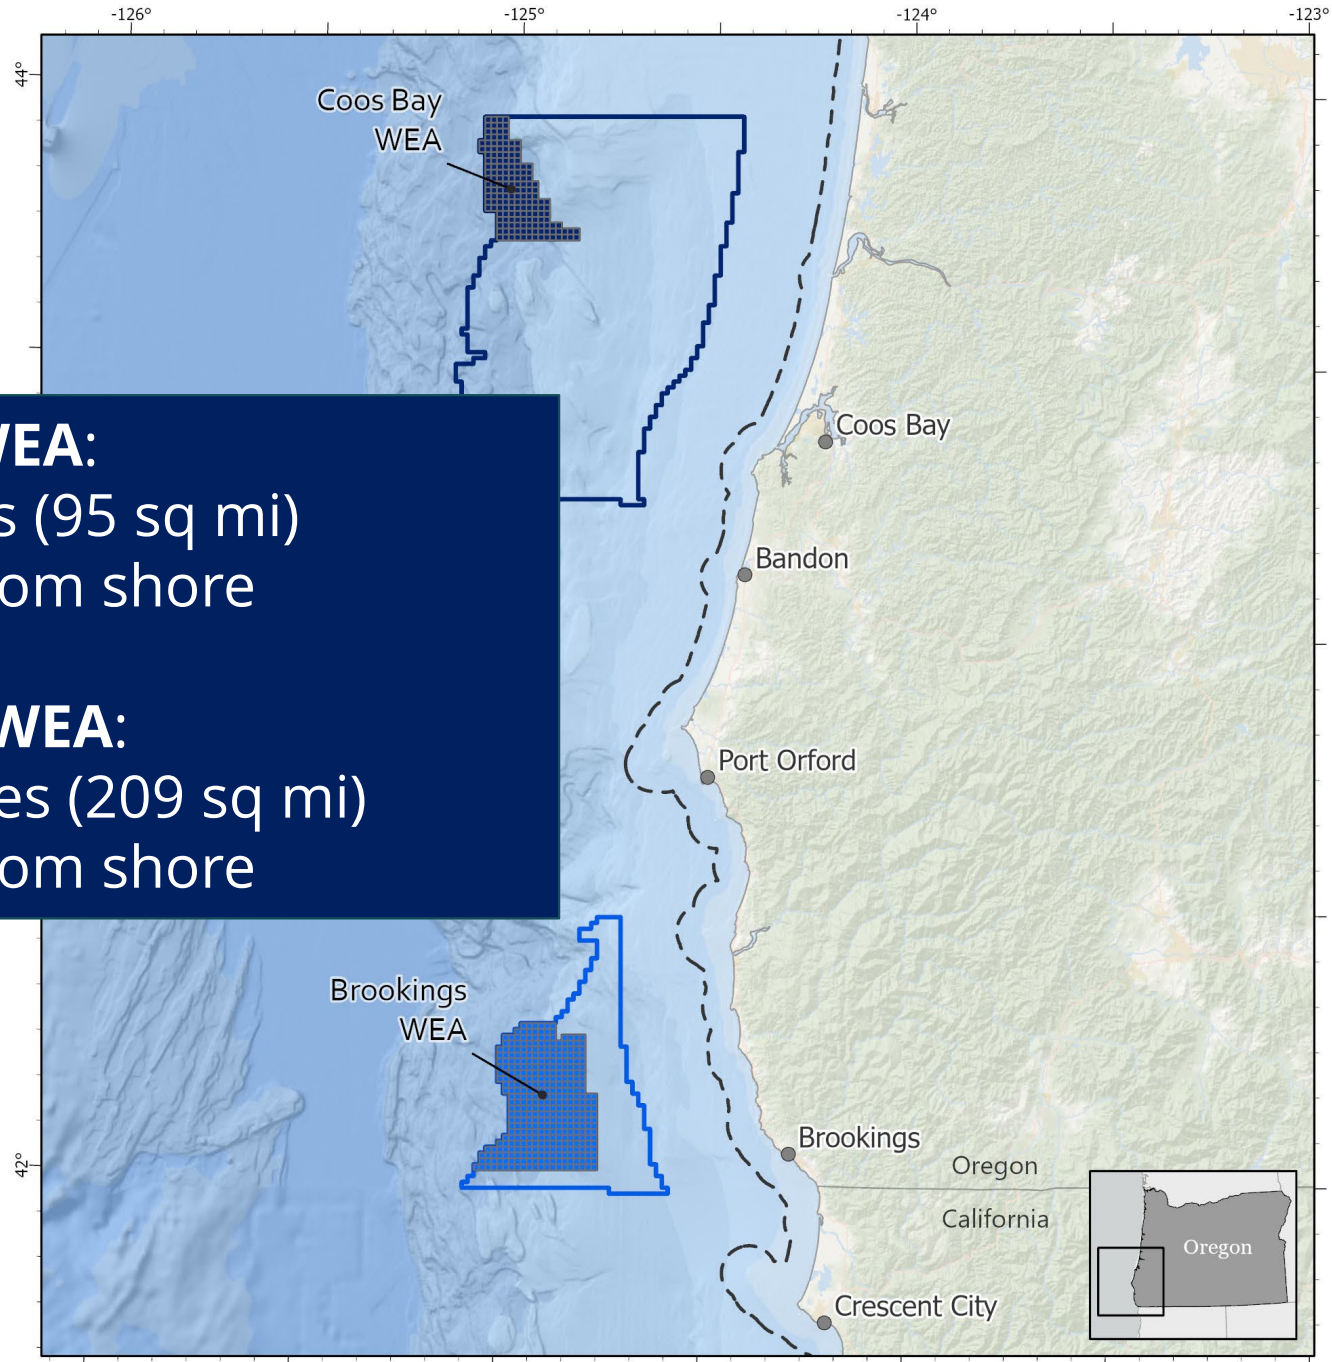 -126°
-125°
-124°
-123°
44°
Coos Bay
WEA
WEA:
s (95 sq mi)
om shore
WEA:
es (209 sq mi)
om shore
Coos Bay
Bandon
Port Orford
Brookings
WEA
Brookings
42°
Oregon
California
Oregon
Crescent City